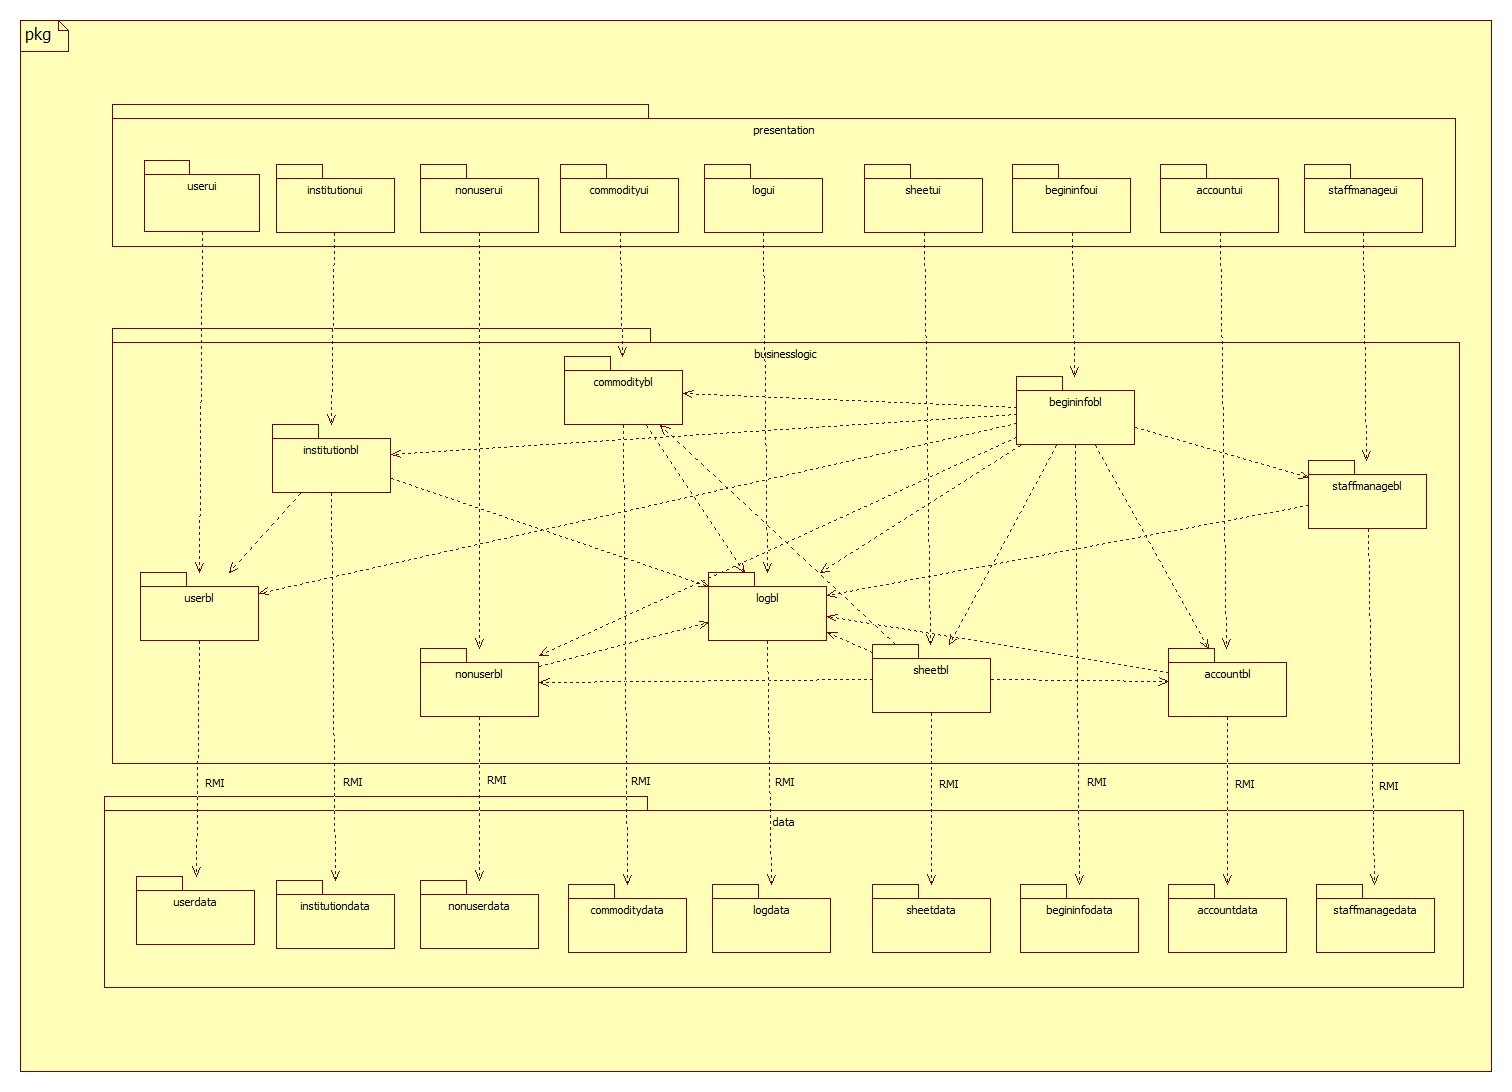 pkg
presentation
userui
institutionui
nonuserui
commodityui
logui
sheetui
begininfoui
accountui
staffmanageui
businesslogic
commoditybl
begininfobl
institutionbl
staffmanagebl
userbl
logbl
nonuserbl
sheetbl
accountbl
RMI
RMI
RMI
RMI
RMI
RMI
RMI
RMI
RMI
data
userdata
institutiondata
nonuserdata
commoditydata
logdata
sheetdata
begininfodata
accountdata
staffmanagedata